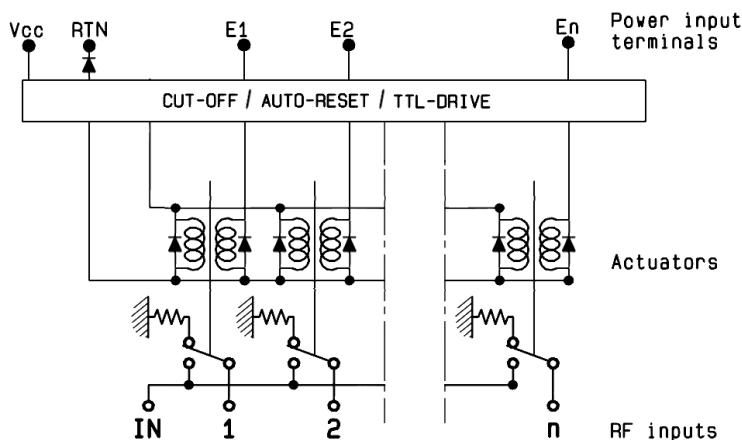 Vcc RTN E1 E2 En Power input
terminals
CUT-OFF / AUTO-RESET / TTL-DRIVE
Actuators
IN 1 2 n RF inputs